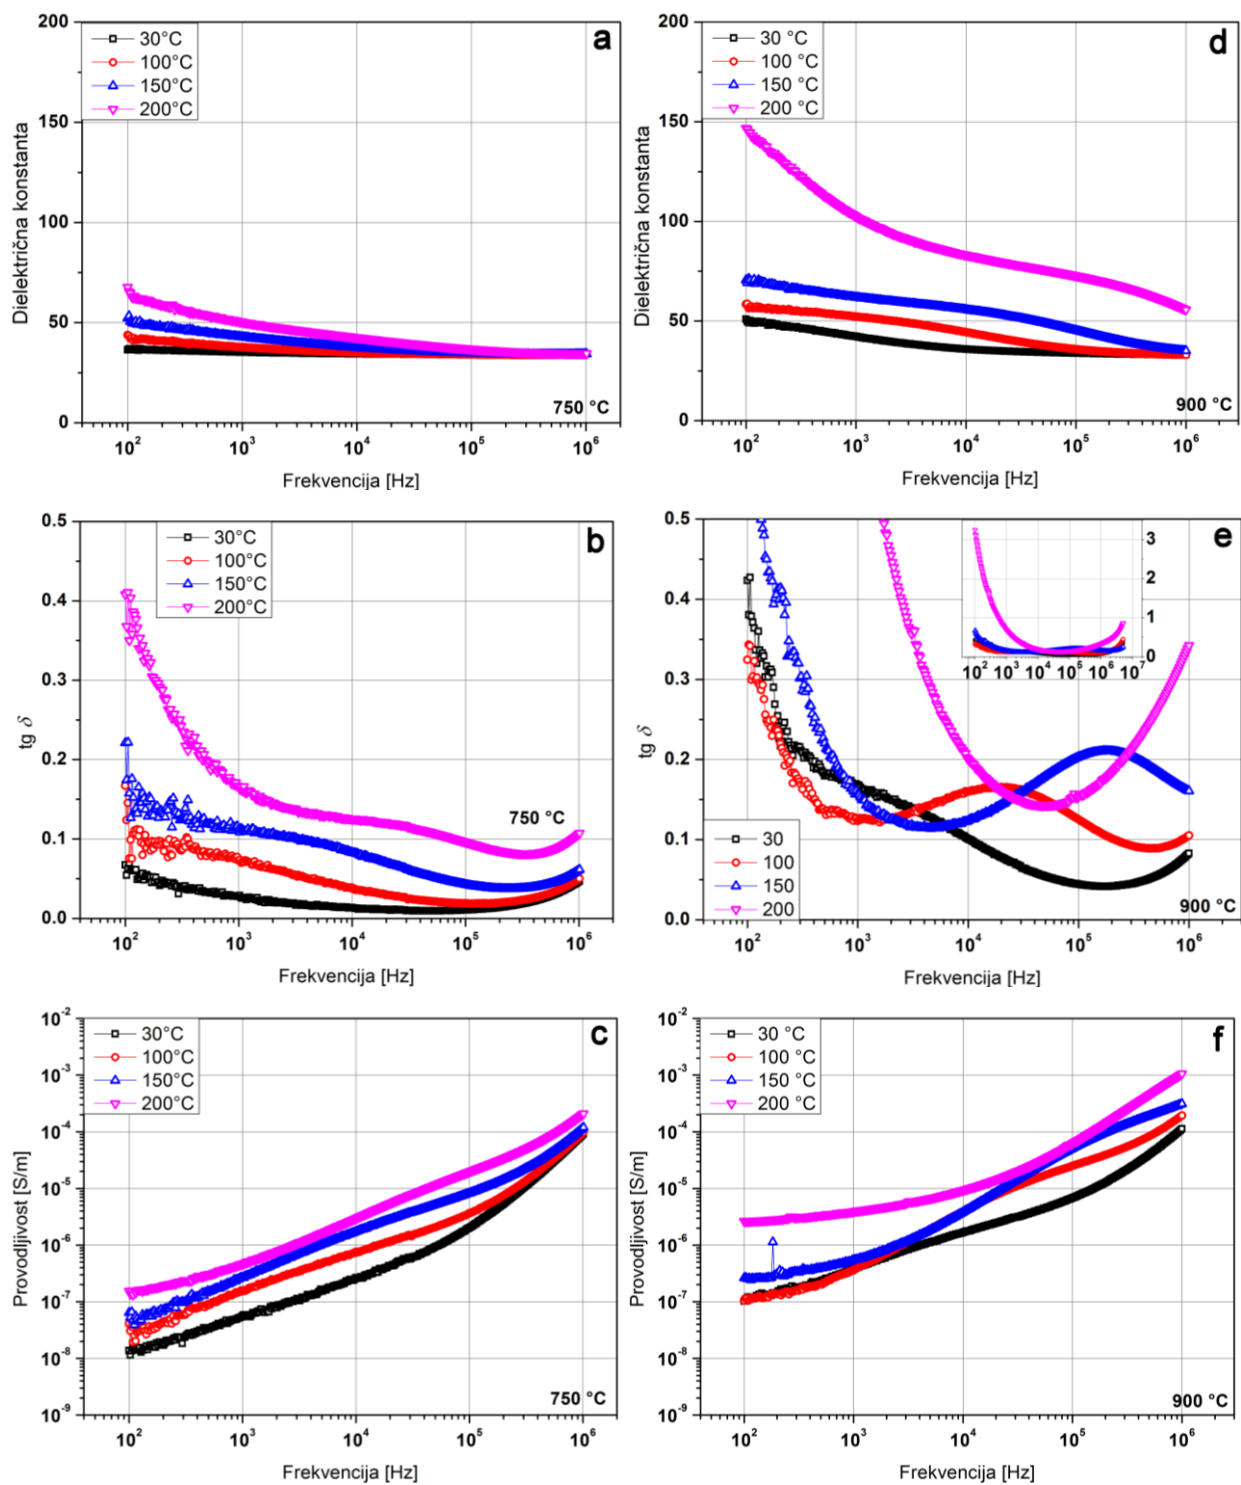 a
30°C
100°C
150°C
200°C
200
150
100
50
0
Dielektrična konstanta
750 °C
10² 10³ 10⁴ 10⁵ 10⁶
Frekvencija [Hz]
d
30 °C
100 °C
150 °C
200 °C
200
150
100
50
0
Dielektrična konstanta
900 °C
10² 10³ 10⁴ 10⁵ 10⁶
Frekvencija [Hz]
b
30°C
100°C
150°C
200°C
0.5
0.4
0.3
0.2
0.1
0.0
tg δ
750 °C
10² 10³ 10⁴ 10⁵ 10⁶
Frekvencija [Hz]
e
3
2
1
0
10² 10³ 10⁴ 10⁵ 10⁶ 10⁷
0.5
0.4
0.3
0.2
0.1
0.0
tg δ
30
100
150
200
900 °C
10² 10³ 10⁴ 10⁵ 10⁶
Frekvencija [Hz]
c
30°C
100°C
150°C
200°C
10⁻²
10⁻³
10⁻⁴
10⁻⁵
10⁻⁶
10⁻⁷
10⁻⁸
10⁻⁹
Provodljivost [S/m]
750 °C
10² 10³ 10⁴ 10⁵ 10⁶
Frekvencija [Hz]
f
30 °C
100 °C
150 °C
200 °C
10⁻²
10⁻³
10⁻⁴
10⁻⁵
10⁻⁶
10⁻⁷
10⁻⁸
10⁻⁹
Provodljivost [S/m]
900 °C
10² 10³ 10⁴ 10⁵ 10⁶
Frekvencija [Hz]